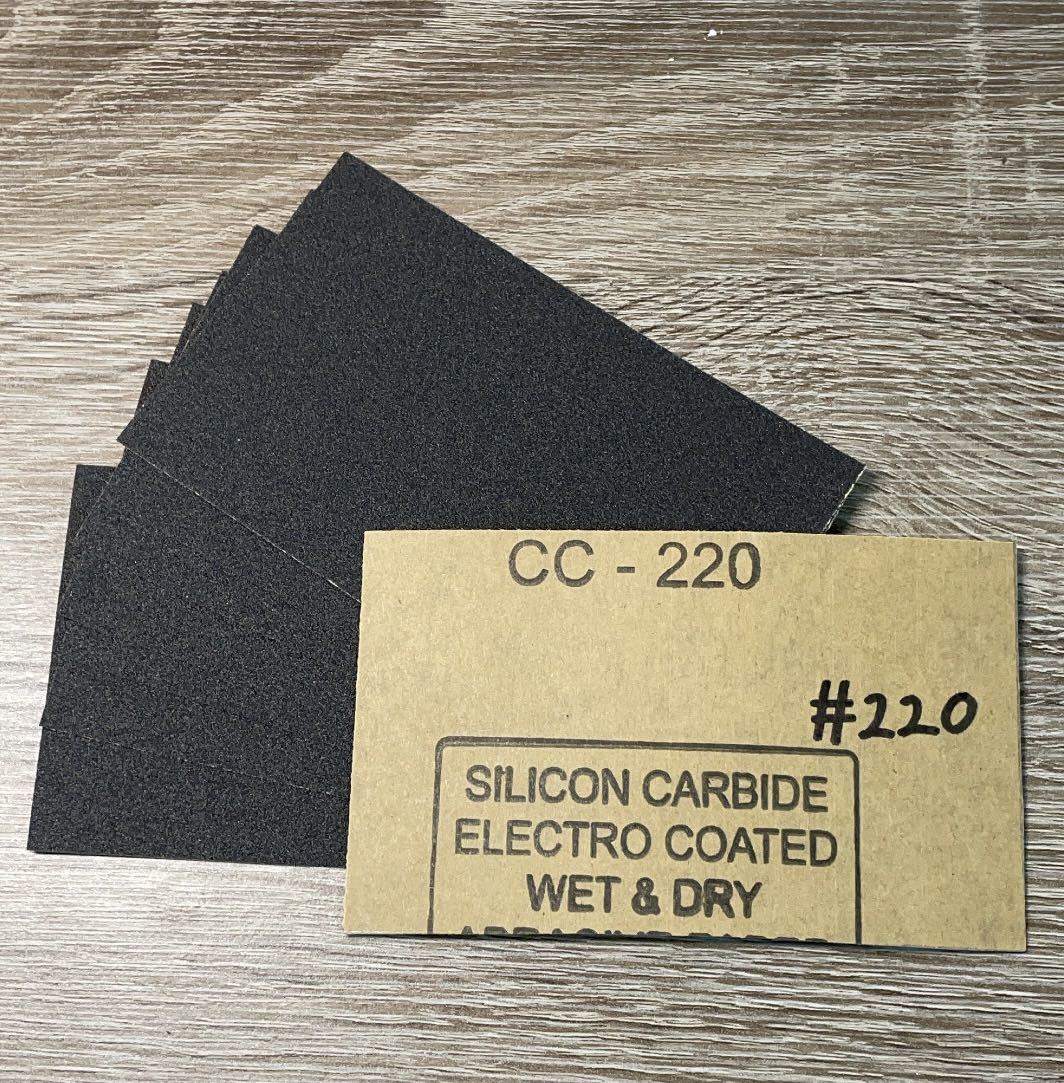 CC - 220
#220
SILICON CARBIDE
ELECTRO COATED
WET & DRY